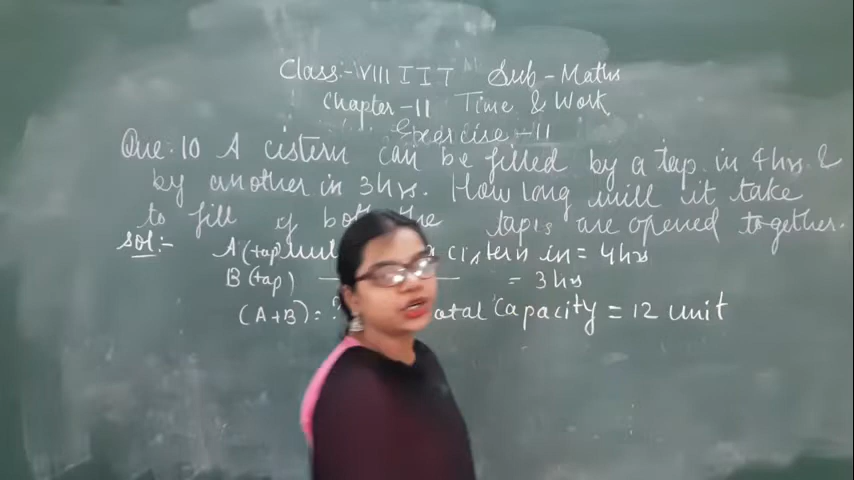 Class:- VIII IIT Sub - Maths
Chapter - 11 Time & Work
Exercise - 11
Que. 10 A cistern can be filled by a tap in 4hrs &
by another in 3hrs. How long will it take
to fill if both the taps are opened together.
Sol:- A (tap) cistern in = 4hrs
B (tap) = 3hrs
(A+B) = ? Capacity = 12 unit